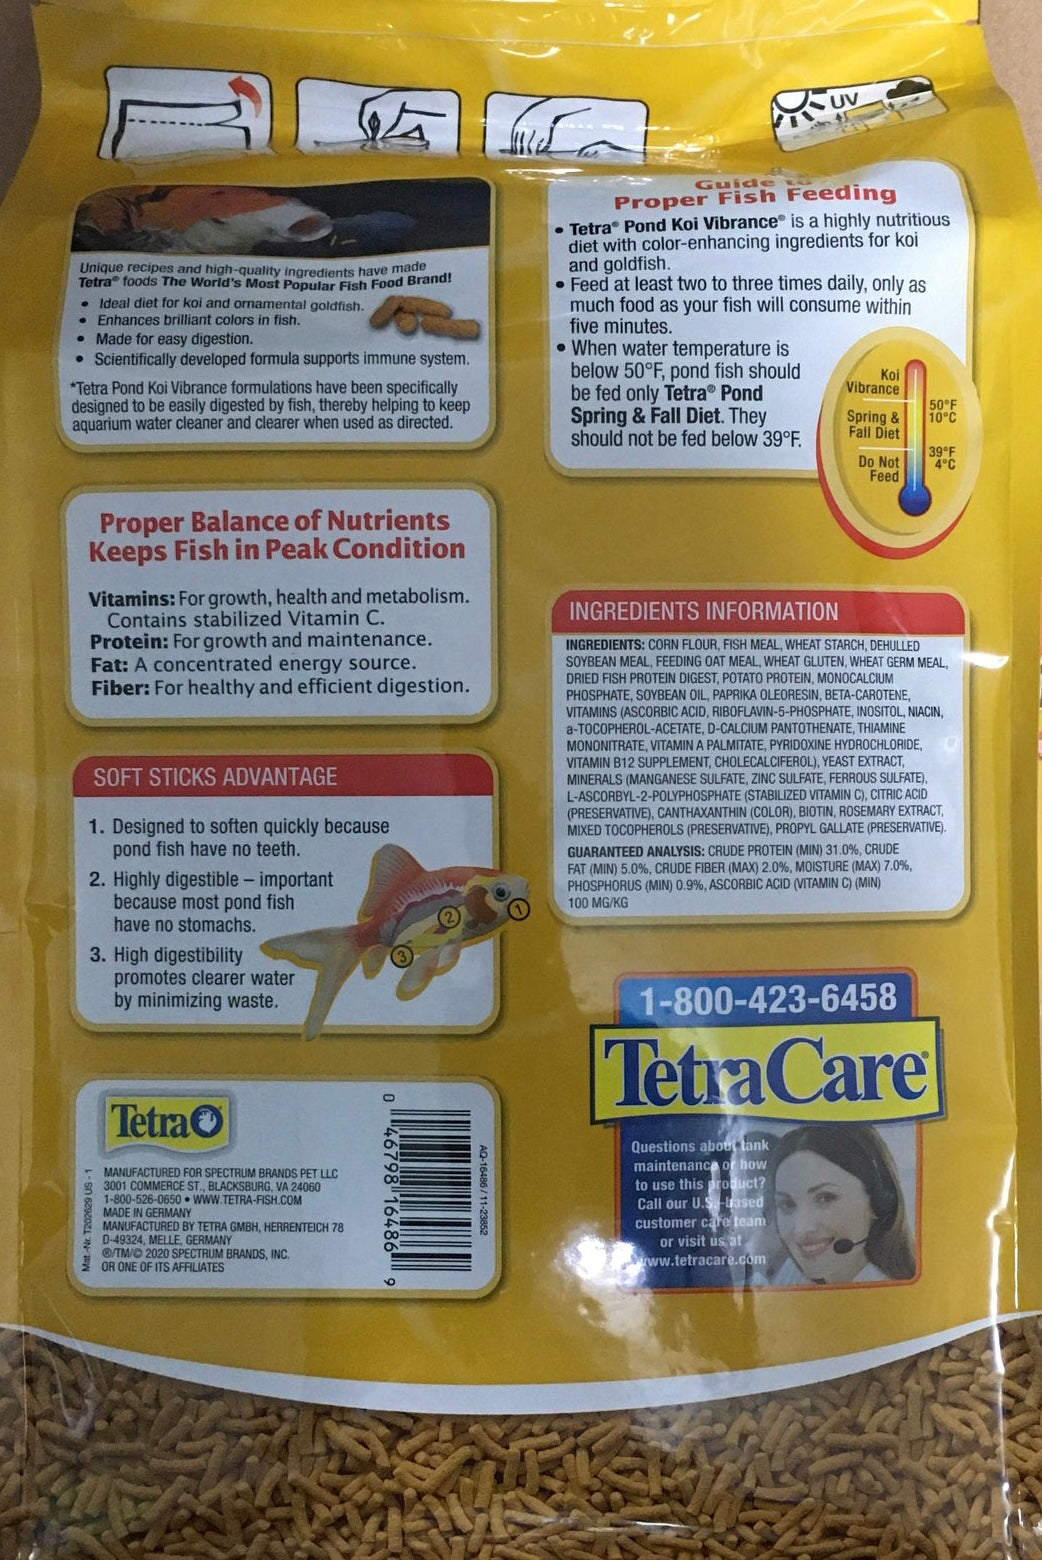 UV
Unique recipes and high-quality ingredients have made
Tetra® foods The World's Most Popular Fish Food Brand!
• Ideal diet for koi and ornamental goldfish.
• Enhances brilliant colors in fish.
• Made for easy digestion.
• Scientifically developed formula supports immune system.
*Tetra Pond Koi Vibrance formulations have been specifically
designed to be easily digested by fish, thereby helping to keep
aquarium water cleaner and clearer when used as directed.
Guide to
Proper Fish Feeding
• Tetra® Pond Koi Vibrance® is a highly nutritious
diet with color-enhancing ingredients for koi
and goldfish.
• Feed at least two to three times daily, only as
much food as your fish will consume within
five minutes.
• When water temperature is
below 50°F, pond fish should
be fed only Tetra® Pond
Spring & Fall Diet. They
should not be fed below 39°F.
Koi
Vibrance
50°F
10°C
Spring &
Fall Diet
39°F
4°C
Do Not
Feed
Proper Balance of Nutrients
Keeps Fish in Peak Condition
Vitamins: For growth, health and metabolism.
Contains stabilized Vitamin C.
Protein: For growth and maintenance.
Fat: A concentrated energy source.
Fiber: For healthy and efficient digestion.
INGREDIENTS INFORMATION
INGREDIENTS: CORN FLOUR, FISH MEAL, WHEAT STARCH, DEHULLED
SOYBEAN MEAL, FEEDING OAT MEAL, WHEAT GLUTEN, WHEAT GERM MEAL,
DRIED FISH PROTEIN DIGEST, POTATO PROTEIN, MONOCALCIUM
PHOSPHATE, SOYBEAN OIL, PAPRIKA OLEORESIN, BETA-CAROTENE,
VITAMINS (ASCORBIC ACID, RIBOFLAVIN-5-PHOSPHATE, INOSITOL, NIACIN,
a-TOCOPHEROL-ACETATE, D-CALCIUM PANTOTHENATE, THIAMINE
MONONITRATE, VITAMIN A PALMITATE, PYRIDOXINE HYDROCHLORIDE,
VITAMIN B12 SUPPLEMENT, CHOLECALCIFEROL), YEAST EXTRACT,
MINERALS (MANGANESE SULFATE, ZINC SULFATE, FERROUS SULFATE),
L-ASCORBYL-2-POLYPHOSPHATE (STABILIZED VITAMIN C), CITRIC ACID
(PRESERVATIVE), CANTHAXANTHIN (COLOR), BIOTIN, ROSEMARY EXTRACT,
MIXED TOCOPHEROLS (PRESERVATIVE), PROPYL GALLATE (PRESERVATIVE).
GUARANTEED ANALYSIS: CRUDE PROTEIN (MIN) 31.0%, CRUDE
FAT (MIN) 5.0%, CRUDE FIBER (MAX) 2.0%, MOISTURE (MAX) 7.0%,
PHOSPHORUS (MIN) 0.9%, ASCORBIC ACID (VITAMIN C) (MIN)
100 MG/KG
SOFT STICKS ADVANTAGE
1. Designed to soften quickly because
pond fish have no teeth.
2. Highly digestible – important
because most pond fish
have no stomachs.
3. High digestibility
promotes clearer water
by minimizing waste.
1
2
3
1-800-423-6458
TetraCare®
Questions about tank
maintenance or how
to use this product?
Call our U.S.-based
customer care team
or visit us at
www.tetracare.com
Tetra
MANUFACTURED FOR SPECTRUM BRANDS PET LLC
3001 COMMERCE ST., BLACKSBURG, VA 24060
1-800-526-0650 • WWW.TETRA-FISH.COM
MADE IN GERMANY
MANUFACTURED BY TETRA GMBH, HERRENTEICH 78
D-49324, MELLE, GERMANY
®/TM/© 2020 SPECTRUM BRANDS, INC.
OR ONE OF ITS AFFILIATES
Mat.-Nr. T202629 US - 1
0 46798 16486 9
AQ-16486 / 11-23852